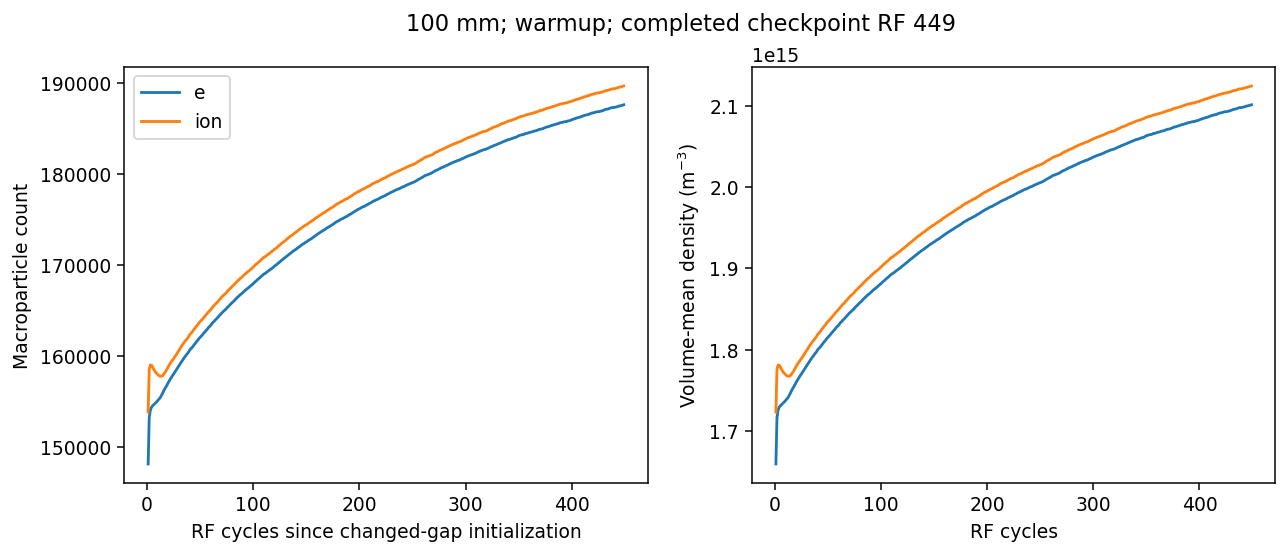 100 mm; warmup; completed checkpoint RF 449
Macroparticle count
190000
180000
170000
160000
150000
e
ion
0
100
200
300
400
RF cycles since changed-gap initialization
1e15
Volume-mean density (m⁻³)
2.1
2.0
1.9
1.8
1.7
0
100
200
300
400
RF cycles